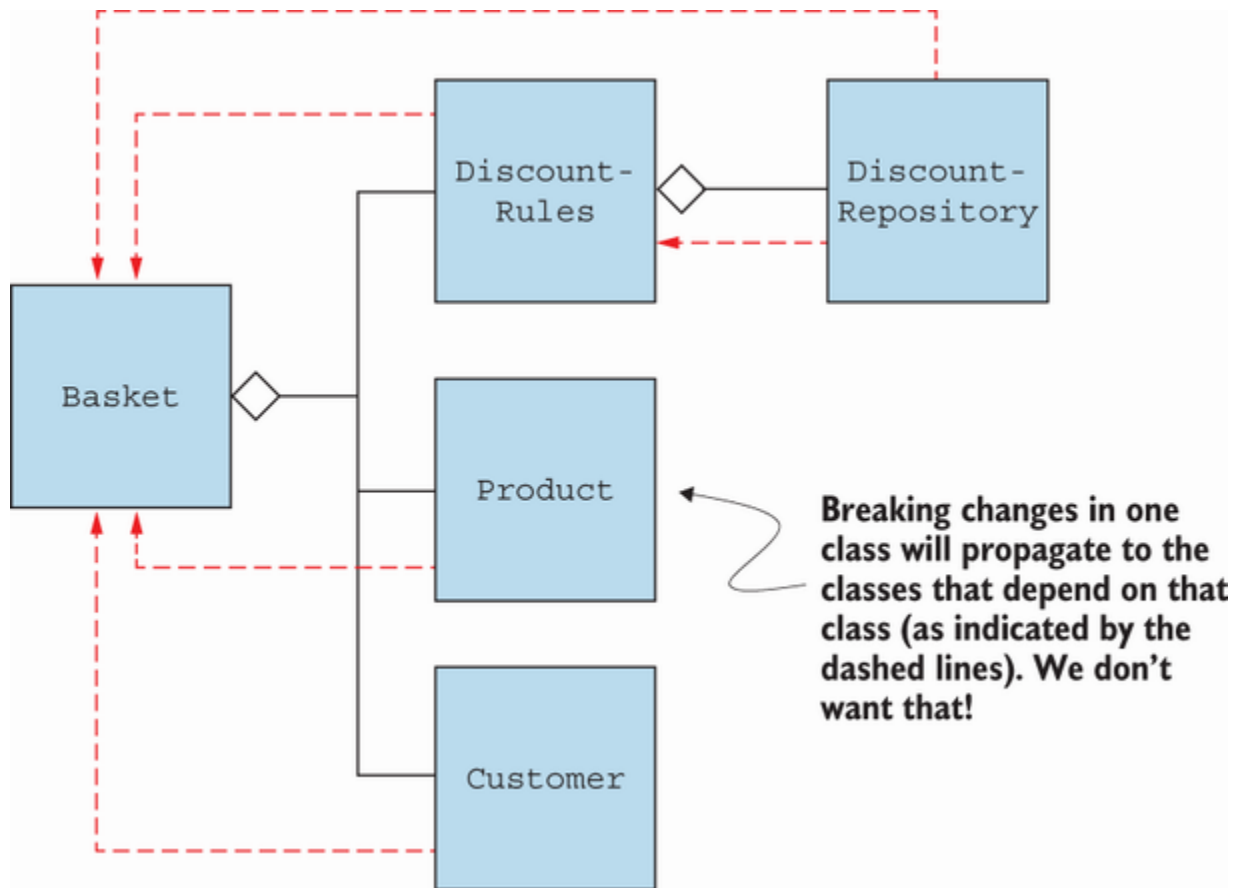 Discount-
Rules
Discount-
Repository
Basket
Product
Breaking changes in one
class will propagate to the
classes that depend on that
class (as indicated by the
dashed lines). We don’t
want that!
Customer